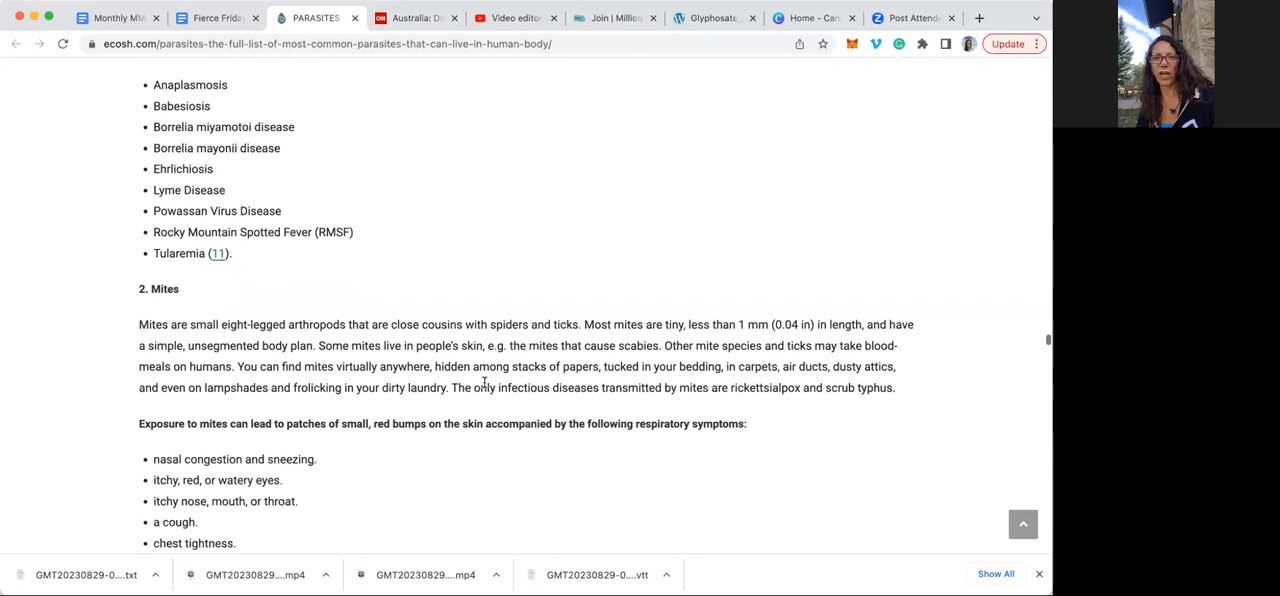 Monthly MM
Fierce Friday
PARASITES
Australia: Do
Video editor
Join | Million
Glyphosate_
Home - Can
Post Attend
ecosh.com/parasites-the-full-list-of-most-common-parasites-that-can-live-in-human-body/
Update
• Anaplasmosis
• Babesiosis
• Borrelia miyamotoi disease
• Borrelia mayonii disease
• Ehrlichiosis
• Lyme Disease
• Powassan Virus Disease
• Rocky Mountain Spotted Fever (RMSF)
• Tularemia (11).
2. Mites
Mites are small eight-legged arthropods that are close cousins with spiders and ticks. Most mites are tiny, less than 1 mm (0.04 in) in length, and have
a simple, unsegmented body plan. Some mites live in people's skin, e.g. the mites that cause scabies. Other mite species and ticks may take blood-
meals on humans. You can find mites virtually anywhere, hidden among stacks of papers, tucked in your bedding, in carpets, air ducts, dusty attics,
and even on lampshades and frolicking in your dirty laundry. The only infectious diseases transmitted by mites are rickettsialpox and scrub typhus.
Exposure to mites can lead to patches of small, red bumps on the skin accompanied by the following respiratory symptoms:
• nasal congestion and sneezing.
• itchy, red, or watery eyes.
• itchy nose, mouth, or throat.
• a cough.
• chest tightness.
GMT20230829-0....txt
GMT20230829....mp4
GMT20230829....mp4
GMT20230829-0....vtt
Show All